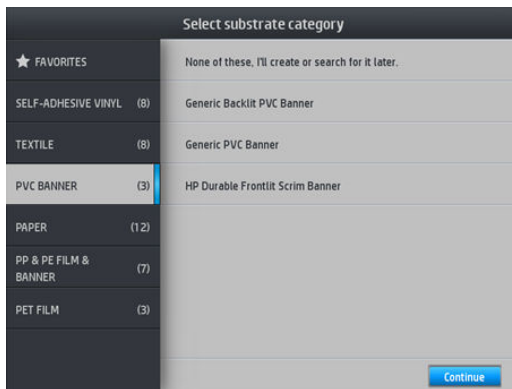 Select substrate category
FAVORITES
SELF-ADHESIVE VINYL (8)
TEXTILE (8)
PVC BANNER (3)
PAPER (12)
PP & PE FILM &
BANNER (7)
PET FILM (3)
None of these, I'll create or search for it later.
Generic Backlit PVC Banner
Generic PVC Banner
HP Durable Frontlit Scrim Banner
Continue